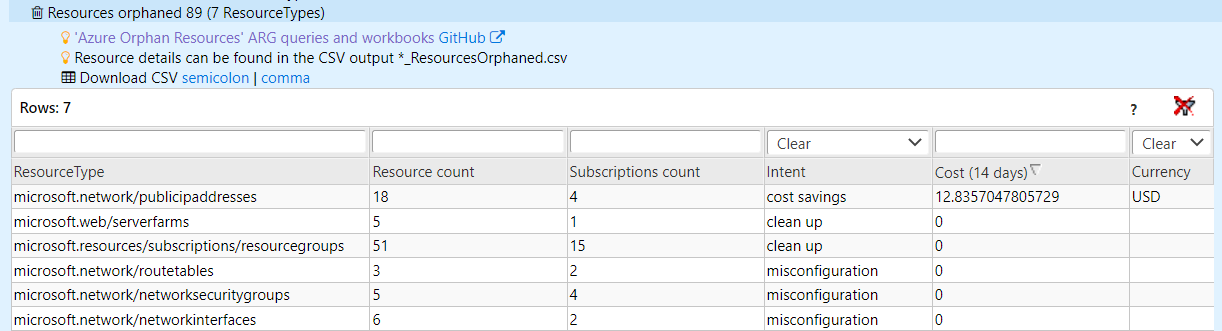 Resources orphaned 89 (7 ResourceTypes)
'Azure Orphan Resources' ARG queries and workbooks GitHub
Resource details can be found in the CSV output *_ResourcesOrphaned.csv
Download CSV semicolon | comma
Rows: 7 ?
Clear Clear
ResourceType Resource count Subscriptions count Intent Cost (14 days) Currency
microsoft.network/publicipaddresses 18 4 cost savings 12.8357047805729 USD
microsoft.web/serverfarms 5 1 clean up 0
microsoft.resources/subscriptions/resourcegroups 51 15 clean up 0
microsoft.network/routetables 3 2 misconfiguration 0
microsoft.network/networksecuritygroups 5 4 misconfiguration 0
microsoft.network/networkinterfaces 6 2 misconfiguration 0